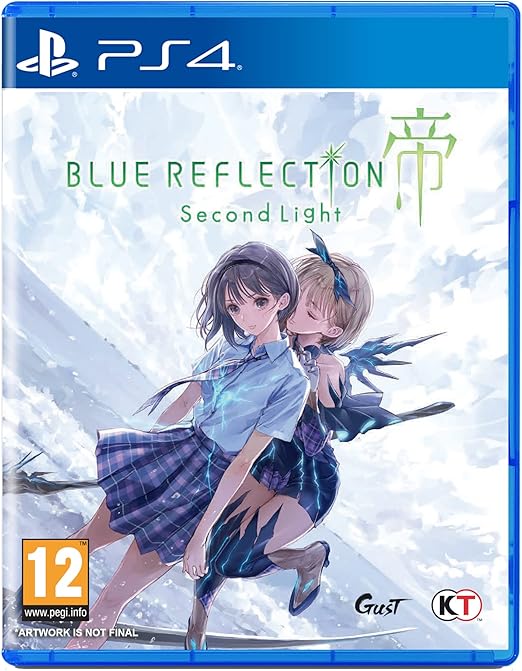 PS4
BLUE REFLECTION 帝
Second Light
12
www.pegi.info
*ARTWORK IS NOT FINAL
GUST
KT